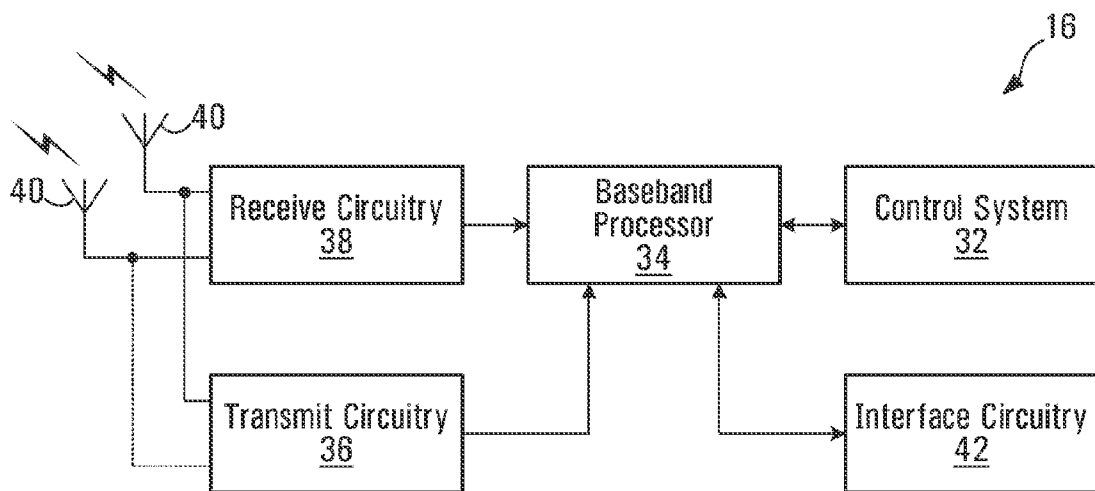 16
40
40
Receive Circuitry
38
Baseband
Processor
34
Control System
32
Transmit Circuitry
36
Interface Circuitry
42